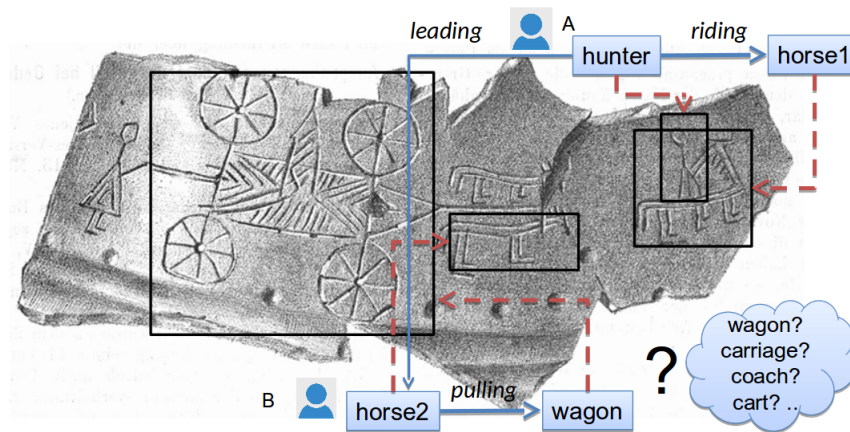 leading
A
hunter
riding
horse1
B
horse2
pulling
wagon
?
wagon?
carriage?
coach?
cart? ..